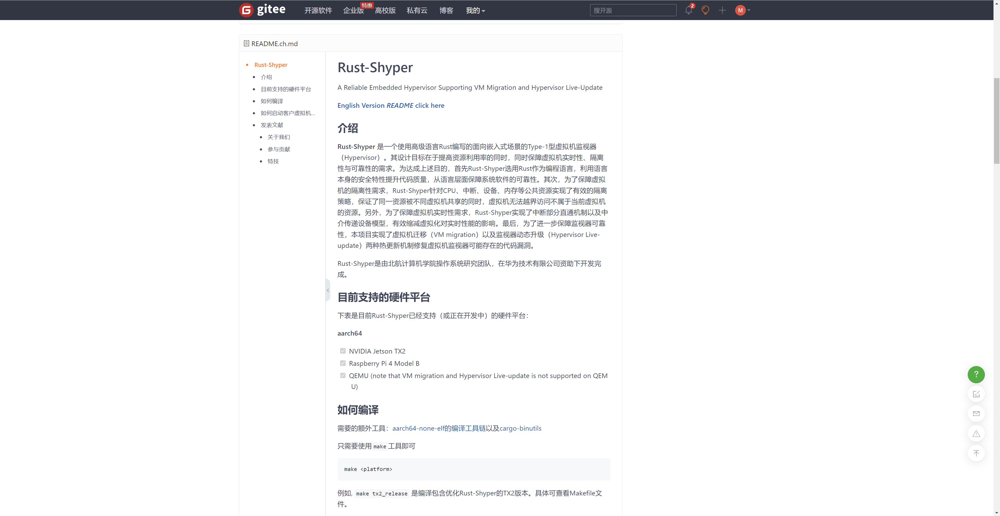 gitee
开源软件
企业版
特惠
高校版
私有云
博客
我的
搜开源
2
M
README.ch.md
Rust-Shyper
介绍
目前支持的硬件平台
如何编译
如何启动客户虚拟机...
发表文献
关于我们
参与贡献
特技
Rust-Shyper
A Reliable Embedded Hypervisor Supporting VM Migration and Hypervisor Live-Update
English Version README click here
介绍
Rust-Shyper 是一个使用高级语言Rust编写的面向嵌入式场景的Type-1型虚拟机监视器
（Hypervisor）。其设计目标在于提高资源利用率的同时，同时保障虚拟机实时性、隔离
性与可靠性的需求。为达成上述目的，首先Rust-Shyper选用Rust作为编程语言，利用语言
本身的安全特性提升代码质量，从语言层面保障系统软件的可靠性。其次，为了保障虚拟
机的隔离性需求，Rust-Shyper针对CPU、中断、设备、内存等公共资源实现了有效的隔离
策略，保证了同一资源被不同虚拟机共享的同时，虚拟机无法越界访问不属于当前虚拟机
的资源。另外，为了保障虚拟机实时性需求，Rust-Shyper实现了中断部分直通机制以及中
介传递设备模型，有效缩减虚拟化对实时性能的影响。最后，为了进一步保障监视器可靠
性，本项目实现了虚拟机迁移（VM migration）以及监视器动态升级（Hypervisor Live-
update）两种热更新机制修复虚拟机监视器可能存在的代码漏洞。
Rust-Shyper是由北航计算机学院操作系统研究团队，在华为技术有限公司资助下开发完
成。
目前支持的硬件平台
下表是目前Rust-Shyper已经支持（或正在开发中）的硬件平台：
aarch64
NVIDIA Jetson TX2
Raspberry Pi 4 Model B
QEMU (note that VM migration and Hypervisor Live-update is not supported on QEM
U)
如何编译
需要的额外工具：aarch64-none-elf的编译工具链以及cargo-binutils
只需要使用 make 工具即可
make <platform>
例如, make tx2_release 是编译包含优化Rust-Shyper的TX2版本。具体可查看Makefile文
件。